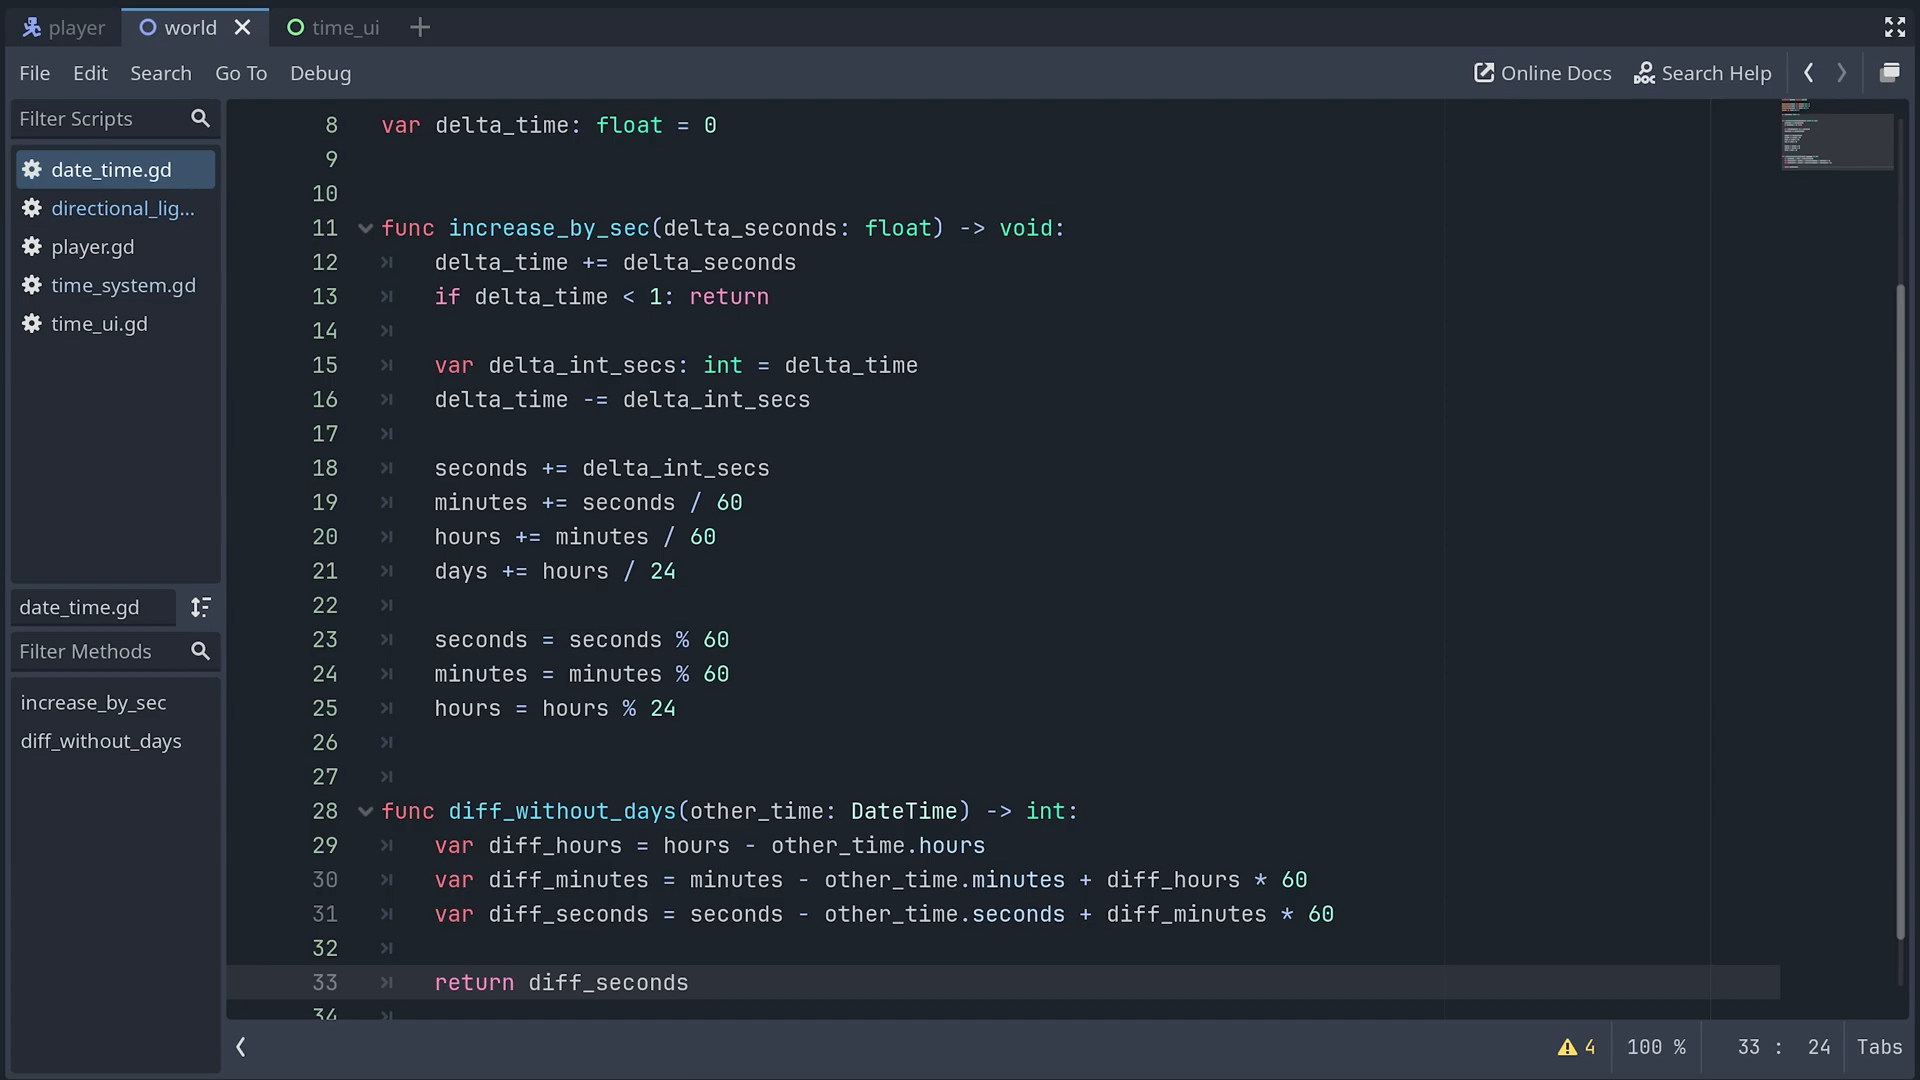 player world time_ui
File Edit Search Go To Debug Online Docs Search Help
Filter Scripts
date_time.gd
directional_lig...
player.gd
time_system.gd
time_ui.gd
date_time.gd
Filter Methods
increase_by_sec
diff_without_days
8 var delta_time: float = 0
9
10
11 func increase_by_sec(delta_seconds: float) -> void:
12 delta_time += delta_seconds
13 if delta_time < 1: return
14
15 var delta_int_secs: int = delta_time
16 delta_time -= delta_int_secs
17
18 seconds += delta_int_secs
19 minutes += seconds / 60
20 hours += minutes / 60
21 days += hours / 24
22
23 seconds = seconds % 60
24 minutes = minutes % 60
25 hours = hours % 24
26
27
28 func diff_without_days(other_time: DateTime) -> int:
29 var diff_hours = hours - other_time.hours
30 var diff_minutes = minutes - other_time.minutes + diff_hours * 60
31 var diff_seconds = seconds - other_time.seconds + diff_minutes * 60
32
33 return diff_seconds
34
4 100 % 33 : 24 Tabs